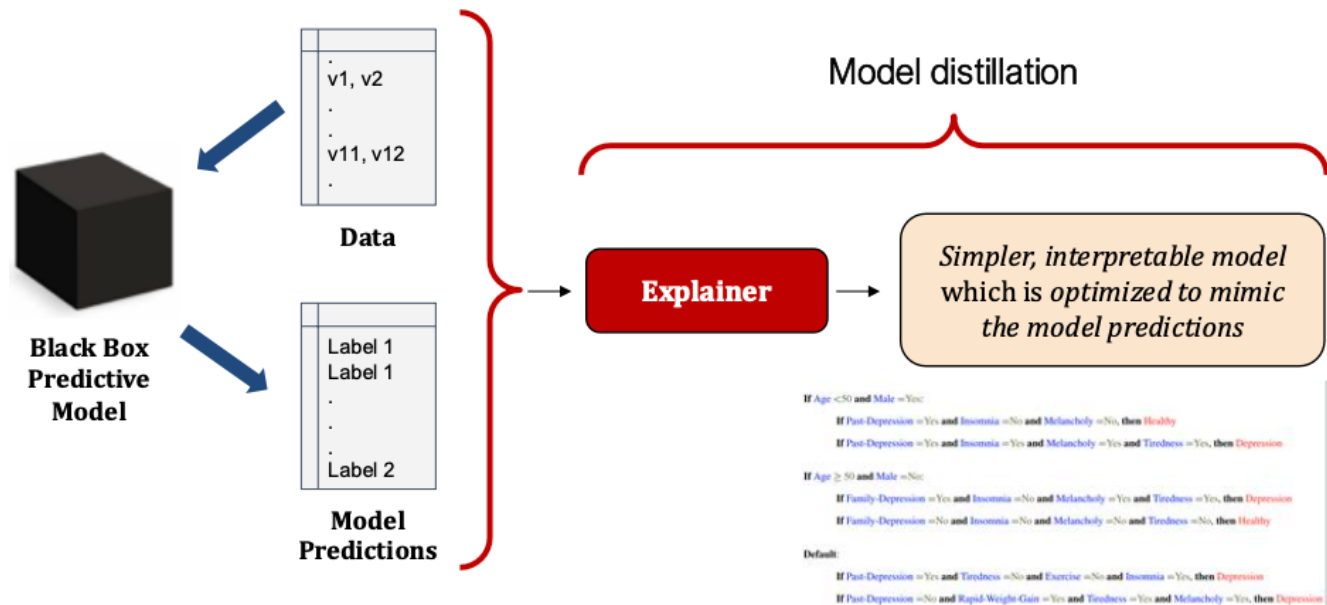 .
v1, v2
.
.
v11, v12
.
Data
Black Box
Predictive
Model
Label 1
Label 1
.
.
.
Label 2
Model
Predictions
Model distillation
Explainer
Simpler, interpretable model
which is optimized to mimic
the model predictions
If Age <50 and Male =Yes:
If Past-Depression =Yes and Insomnia =No and Melancholy =No, then Healthy
If Past-Depression =Yes and Insomnia =Yes and Melancholy =Yes and Tiredness =Yes, then Depression
If Age ≥ 50 and Male =No:
If Family-Depression =Yes and Insomnia =No and Melancholy =Yes and Tiredness =Yes, then Depression
If Family-Depression =No and Insomnia =No and Melancholy =No and Tiredness =No, then Healthy
Default:
If Past-Depression =Yes and Tiredness =No and Exercise =No and Insomnia =Yes, then Depression
If Past-Depression =No and Rapid-Weight-Gain =Yes and Tiredness =Yes and Melancholy =Yes, then Depression